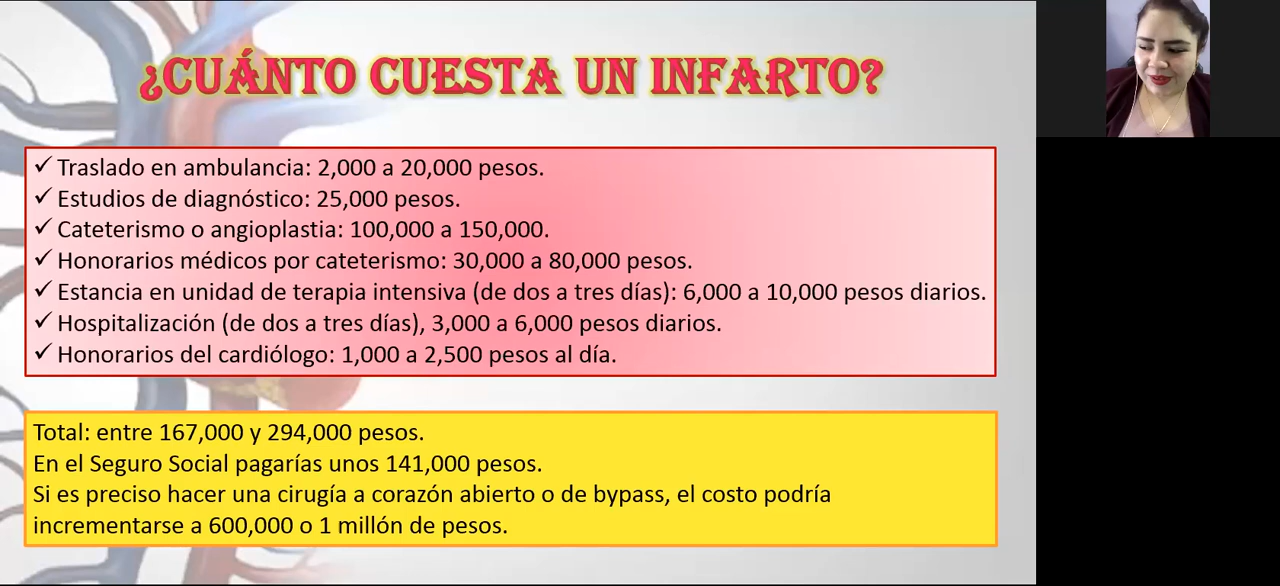 ¿CUÁNTO CUESTA UN INFARTO?
✓ Traslado en ambulancia: 2,000 a 20,000 pesos.
✓ Estudios de diagnóstico: 25,000 pesos.
✓ Cateterismo o angioplastia: 100,000 a 150,000.
✓ Honorarios médicos por cateterismo: 30,000 a 80,000 pesos.
✓ Estancia en unidad de terapia intensiva (de dos a tres días): 6,000 a 10,000 pesos diarios.
✓ Hospitalización (de dos a tres días), 3,000 a 6,000 pesos diarios.
✓ Honorarios del cardiólogo: 1,000 a 2,500 pesos al día.
Total: entre 167,000 y 294,000 pesos.
En el Seguro Social pagarías unos 141,000 pesos.
Si es preciso hacer una cirugía a corazón abierto o de bypass, el costo podría
incrementarse a 600,000 o 1 millón de pesos.